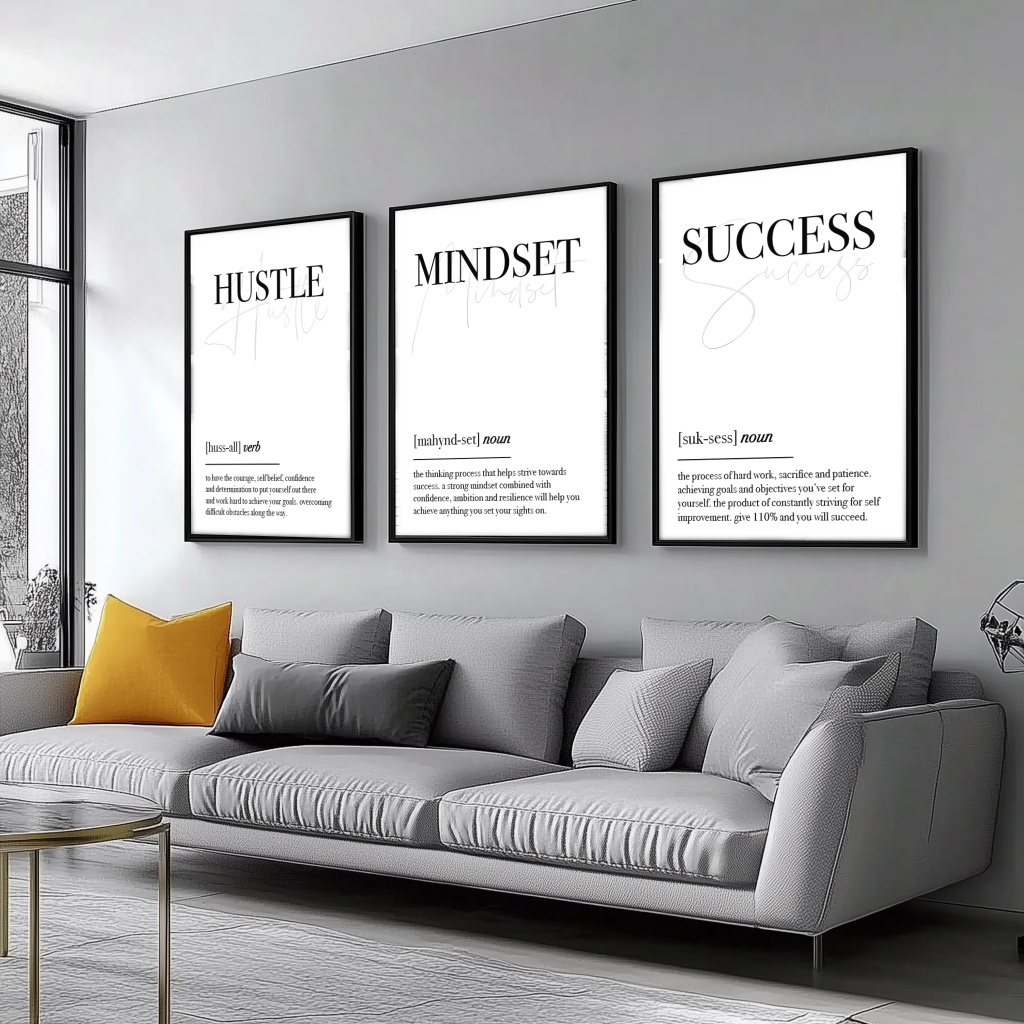 HUSTLE
Hustle
[huss-all] verb
to have the courage, self belief, confidence
and determination to put yourself out there
and work hard to achieve your goals. overcoming
difficult obstacles along the way.
MINDSET
Mindset
[mahynd-set] noun
the thinking process that helps strive towards
success. a strong mindset combined with
confidence, ambition and resilience will help you
achieve anything you set your sights on.
SUCCESS
Success
[suk-sess] noun
the process of hard work, sacrifice and patience.
achieving goals and objectives you've set for
yourself. the product of constantly striving for self
improvement. give 110% and you will succeed.